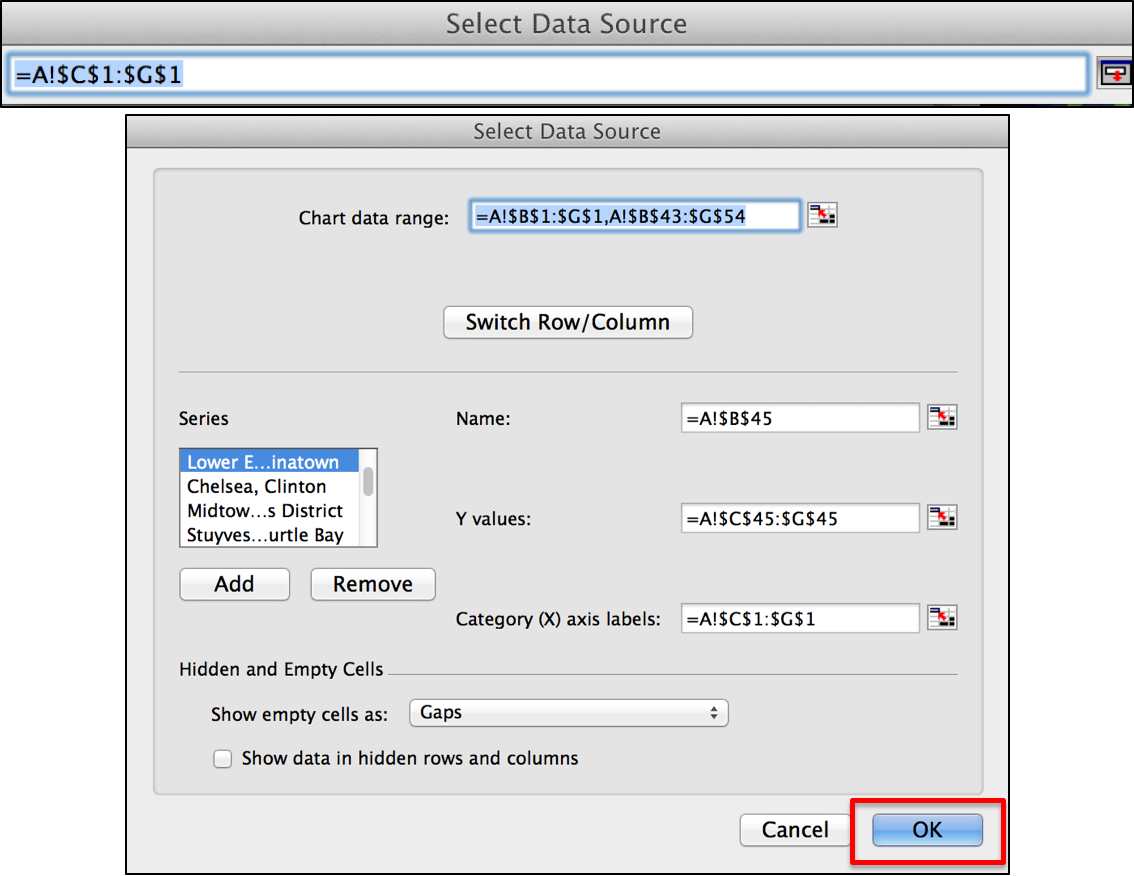 Select Data Source
=A!$C$1:$G$1
Select Data Source
Chart data range: =A!$B$1:$G$1,A!$B$43:$G$54
Switch Row/Column
Series
Name: =A!$B$45
Lower E...inatown
Chelsea, Clinton
Midtow...s District
Stuyves...urtle Bay
Y values: =A!$C$45:$G$45
Add Remove
Category (X) axis labels: =A!$C$1:$G$1
Hidden and Empty Cells
Show empty cells as: Gaps
Show data in hidden rows and columns
Cancel OK